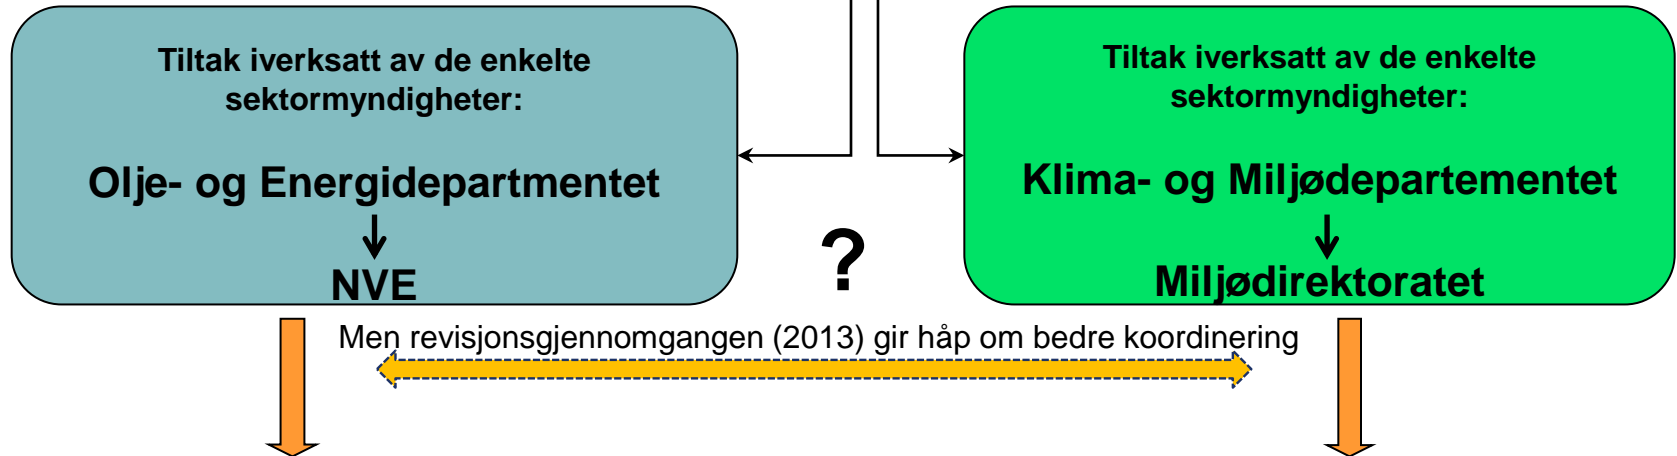 Tiltak iverksatt av de enkelte
sektormyndigheter:
Olje- og Energidepartmentet
NVE
Tiltak iverksatt av de enkelte
sektormyndigheter:
Klima- og Miljødepartementet
Miljødirektoratet
?
Men revisjonsgjennomgangen (2013) gir håp om bedre koordinering